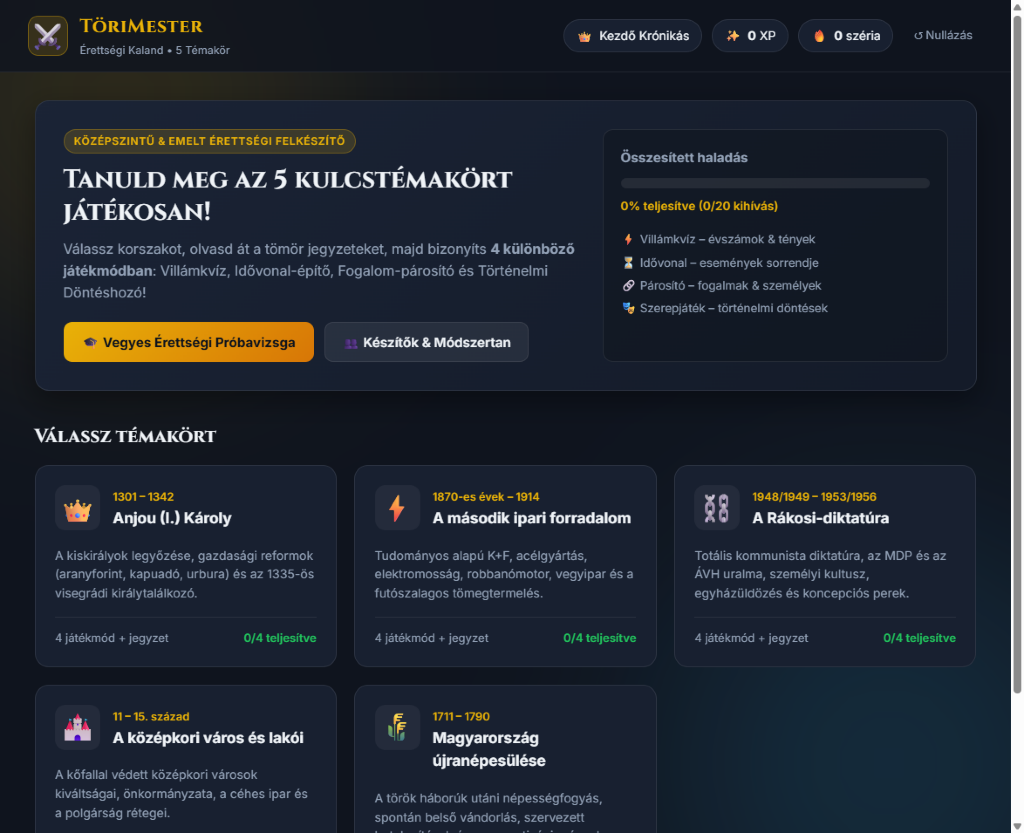 TÖRIMESTER
Érettségi Kaland • 5 Témakör
Kezdő Krónikás
0 XP
0 széria
↺ Nullázás
KÖZÉPSZINTŰ & EMELT ÉRETTSÉGI FELKÉSZÍTŐ
TANULD MEG AZ 5 KULCSTÉMAKÖRT
JÁTÉKOSAN!
Válassz korszakot, olvasd át a tömör jegyzeteket, majd bizonyíts 4 különböző
játékmódban: Villámkvíz, Idővonal-építő, Fogalom-párosító és Történelmi
Döntéshozó!
Vegyes Érettségi Próbavizsga
Készítők & Módszertan
Összesített haladás
0% teljesítve (0/20 kihívás)
Villámkvíz – évszámok & tények
Idővonal – események sorrendje
Párosító – fogalmak & személyek
Szerepjáték – történelmi döntések
VÁLASSZ TÉMAKÖRT
1301 – 1342
Anjou (I.) Károly
A kiskirályok legyőzése, gazdasági reformok
(aranyforint, kapuadó, urbura) és az 1335-ös
visegrádi királytalálkozó.
4 játékmód + jegyzet
0/4 teljesítve
1870-es évek – 1914
A második ipari forradalom
Tudományos alapú K+F, acélgyártás,
elektromosság, robbanómotor, vegyipar és a
futószalagos tömegtermelés.
4 játékmód + jegyzet
0/4 teljesítve
1948/1949 – 1953/1956
A Rákosi-diktatúra
Totális kommunista diktatúra, az MDP és az
ÁVH uralma, személyi kultusz,
egyházüldözés és koncepciós perek.
4 játékmód + jegyzet
0/4 teljesítve
11 – 15. század
A középkori város és lakói
A kőfallal védett középkori városok
kiváltságai, önkormányzata, a céhes ipar és
a polgárság rétegei.
1711 – 1790
Magyarország
újranépesülése
A török háborúk utáni népességfogyás,
spontán belső vándorlás, szervezett